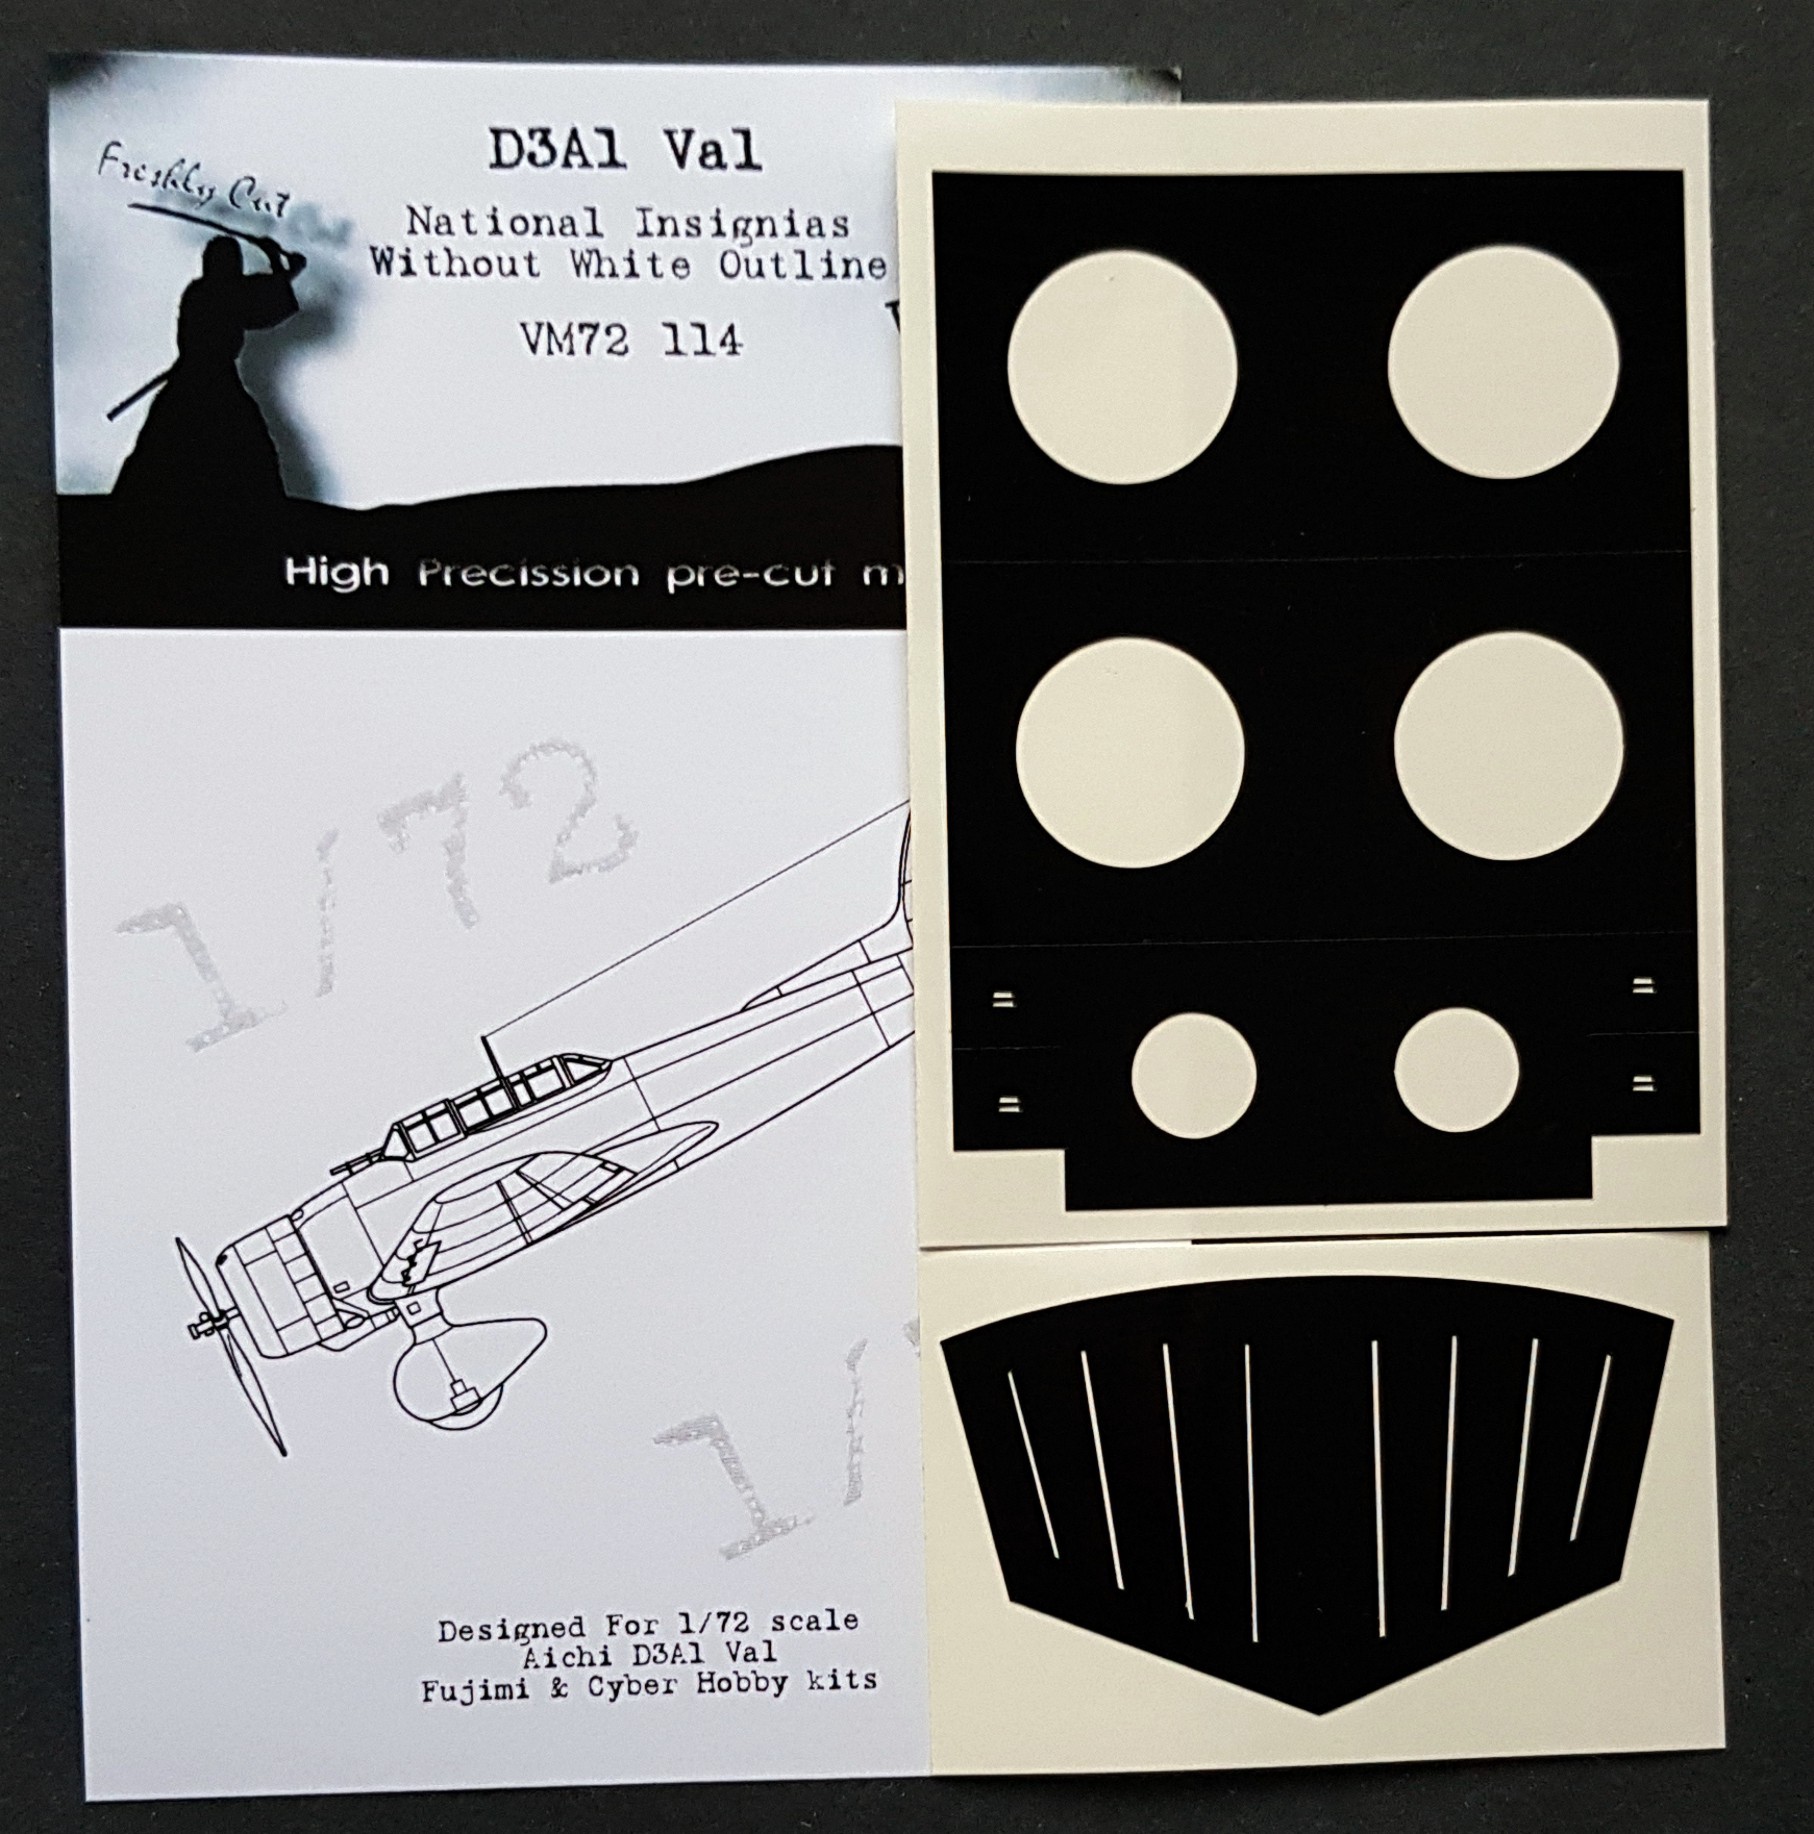 Freshly Cut
D3A1 Val
National Insignias
Without White Outline
VM72 114
High Precission pre-cut
1/72
1/
Designed For 1/72 scale
Aichi D3A1 Val
Fujimi & Cyber Hobby kits